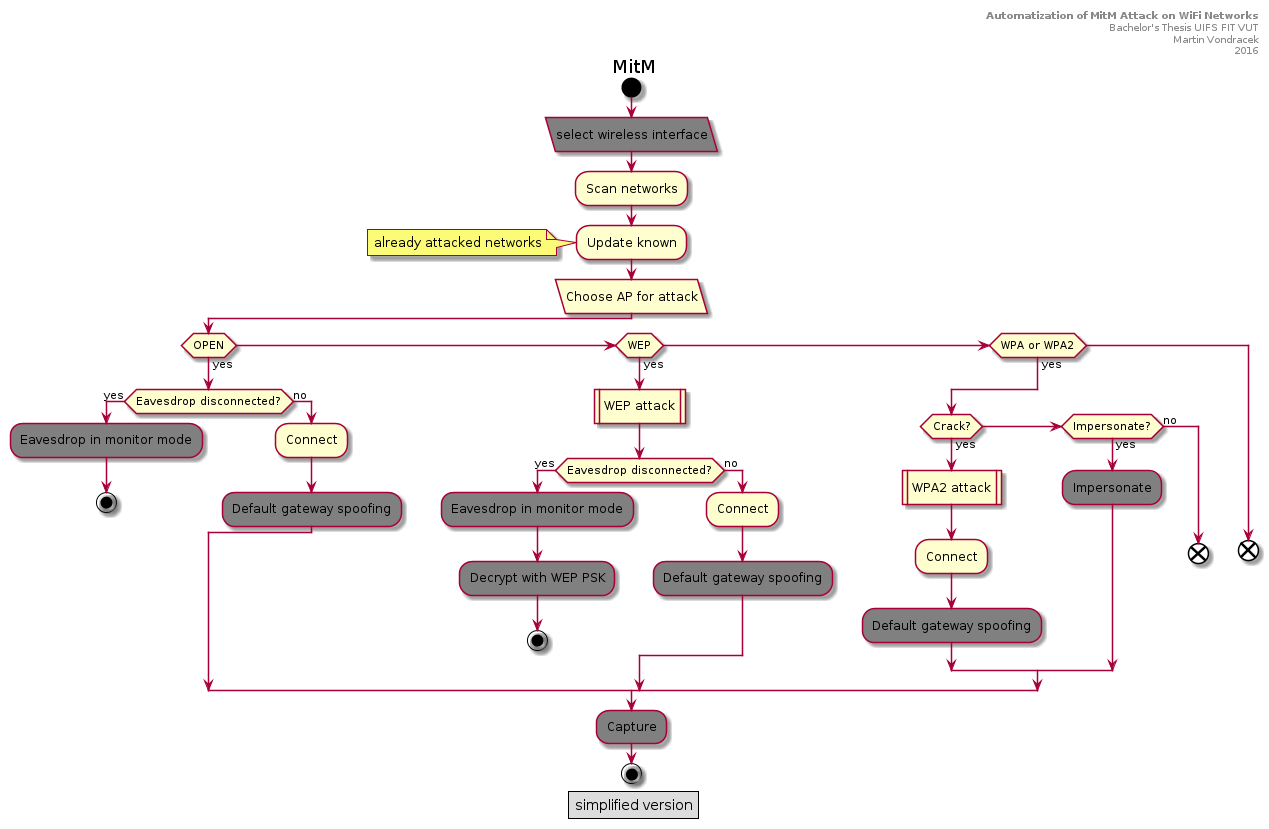 Automatization of MitM Attack on WiFi Networks
Bachelor's Thesis UIFS FIT VUT
Martin Vondracek
2016
MitM
select wireless interface
Scan networks
already attacked networks
Update known
Choose AP for attack
OPEN
yes
WEP
yes
WPA or WPA2
yes
yes
Eavesdrop disconnected?
no
Eavesdrop in monitor mode
Connect
Default gateway spoofing
WEP attack
yes
Eavesdrop disconnected?
no
Eavesdrop in monitor mode
Connect
Decrypt with WEP PSK
Default gateway spoofing
Crack?
yes
Impersonate?
no
yes
WPA2 attack
Impersonate
Connect
Default gateway spoofing
Capture
simplified version